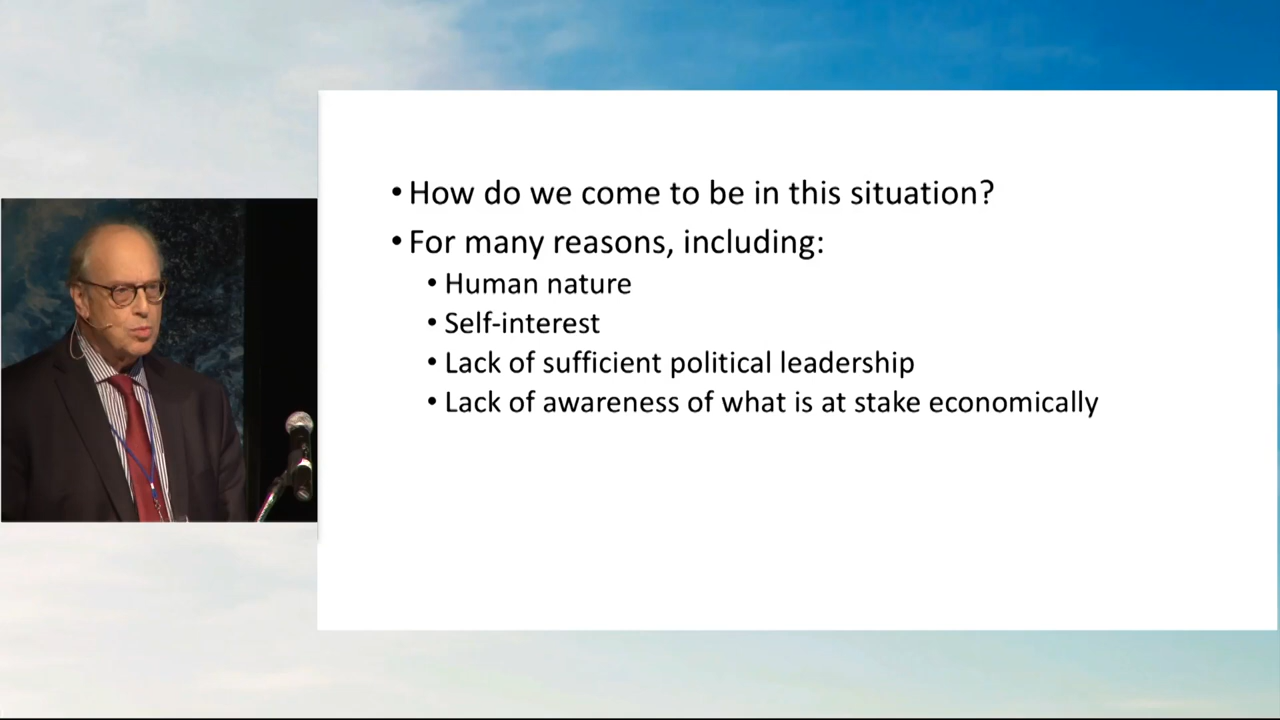 • How do we come to be in this situation?
• For many reasons, including:
• Human nature
• Self-interest
• Lack of sufficient political leadership
• Lack of awareness of what is at stake economically